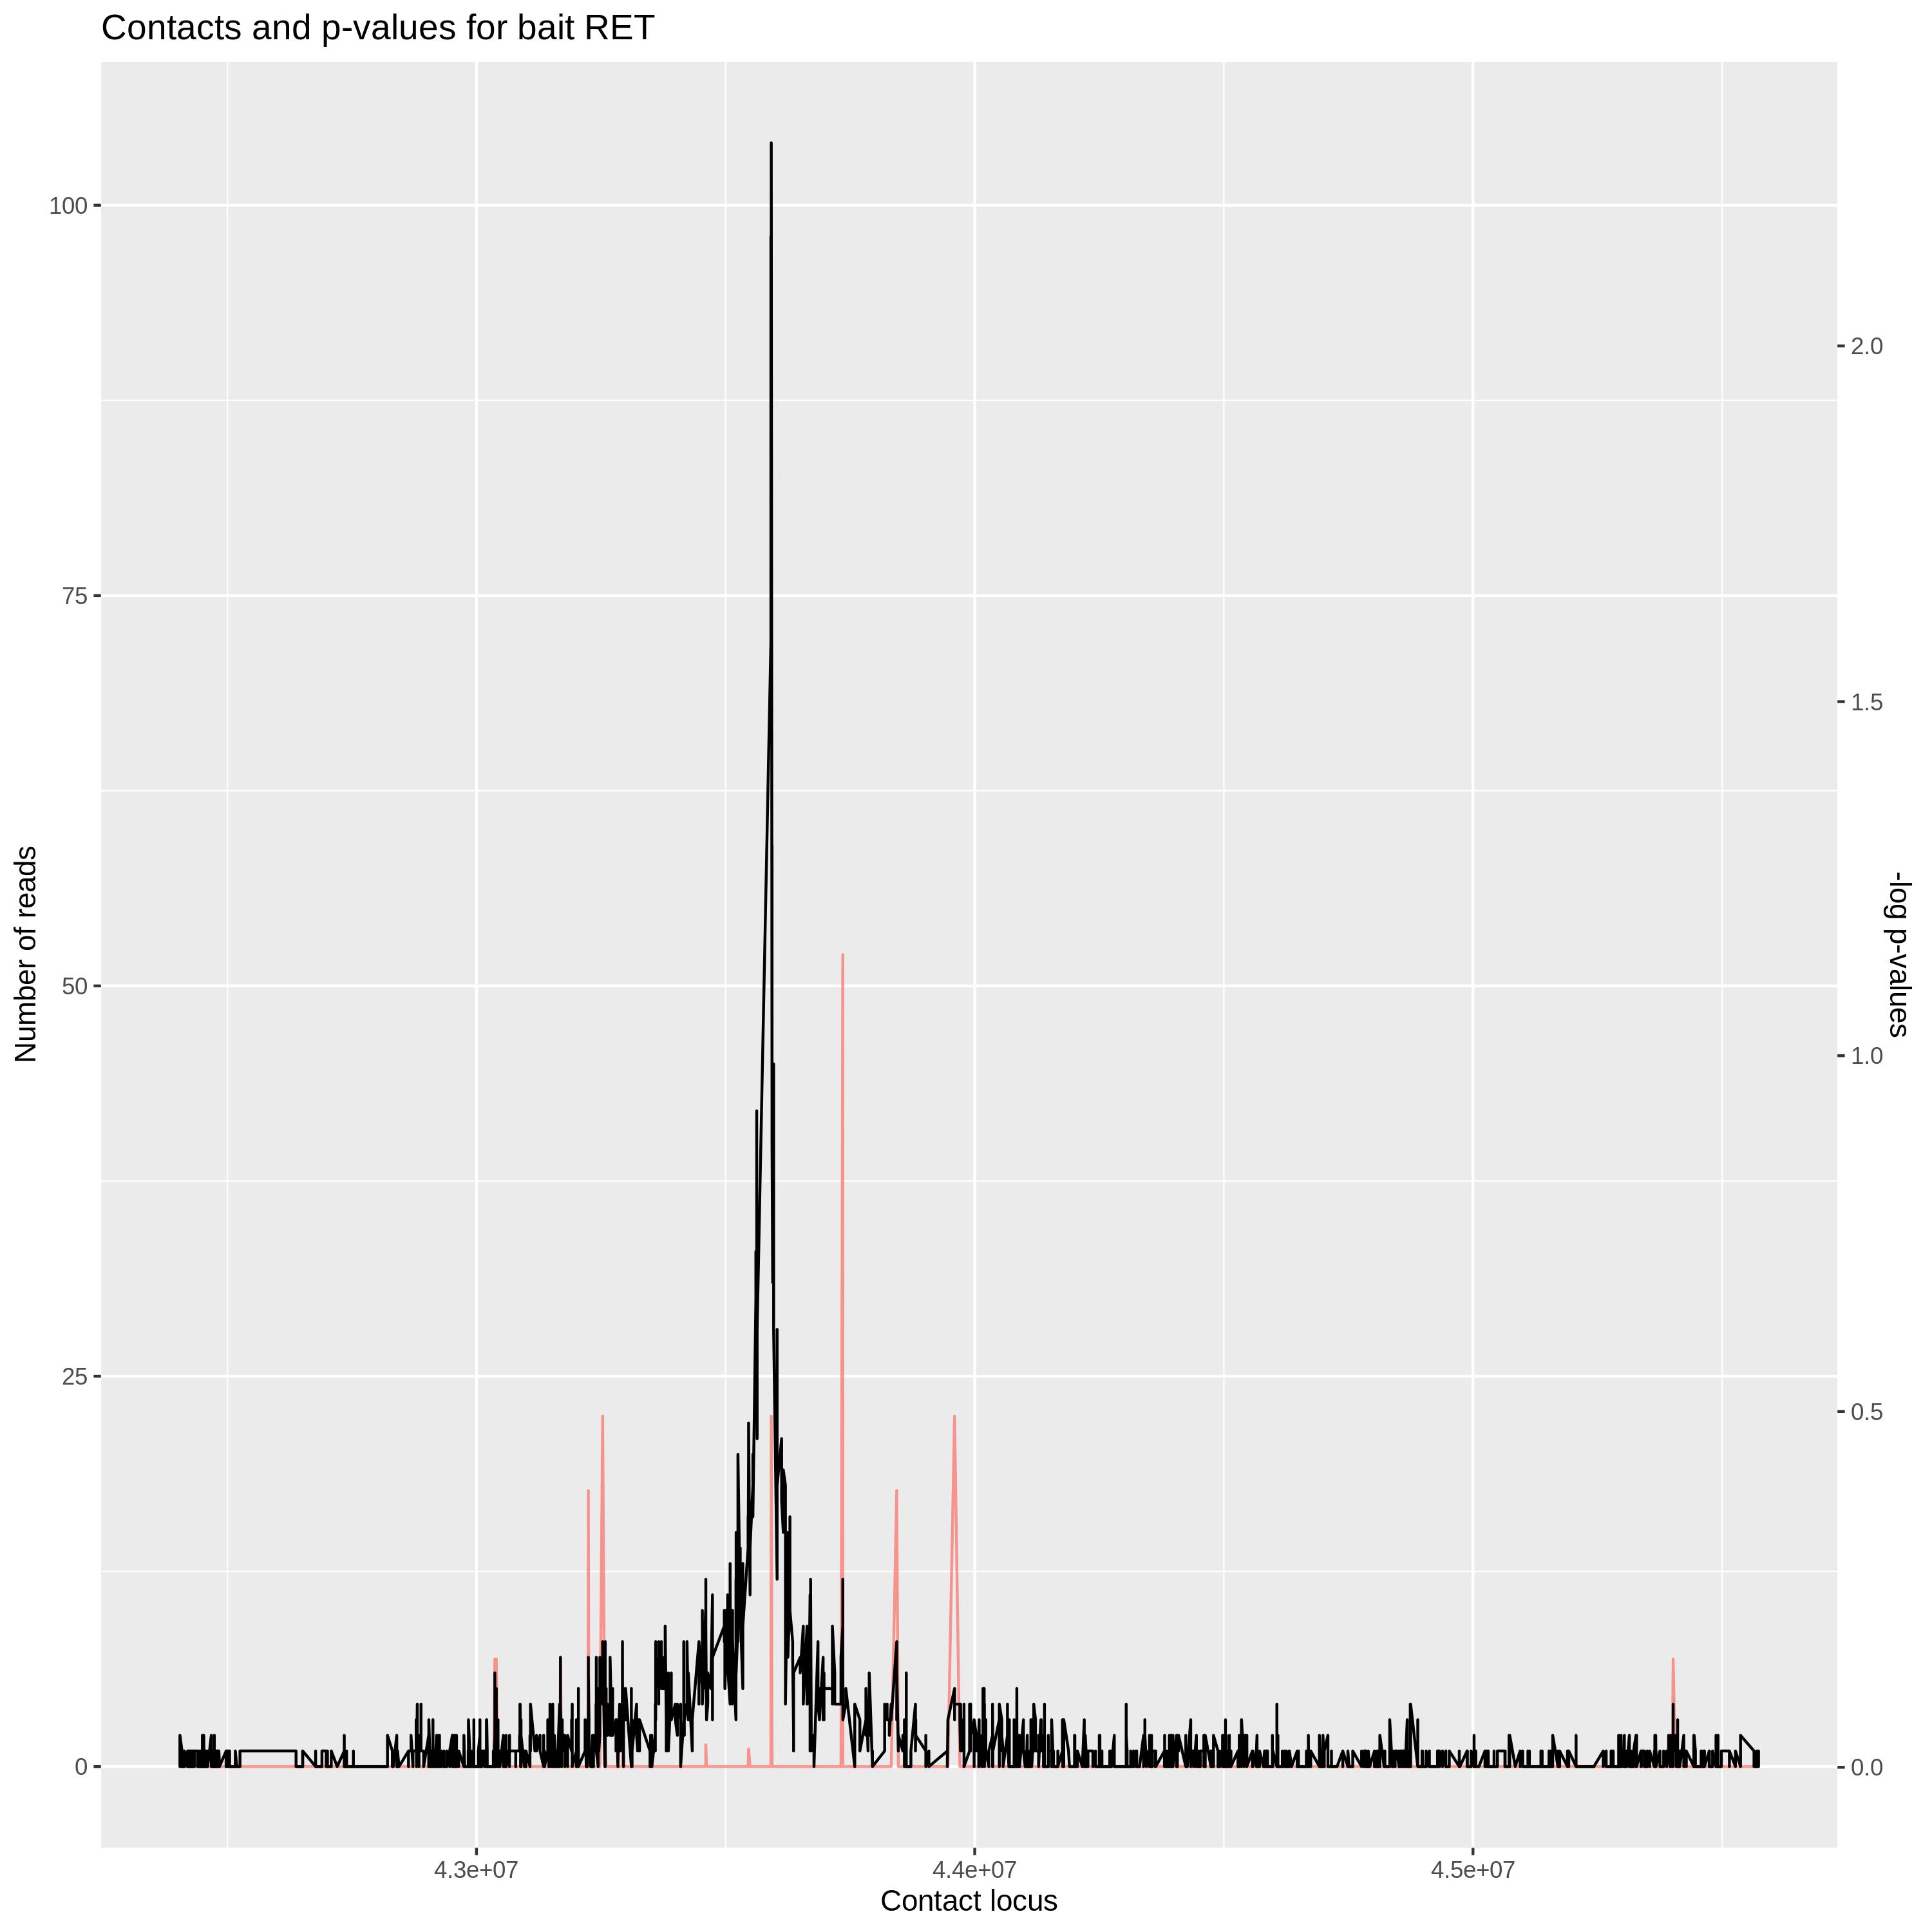 Contacts and p-values for bait RET
100
75
50
25
0
Number of reads
2.0
1.5
1.0
0.5
0.0
-log p-values
4.3e+07 4.4e+07 4.5e+07
Contact locus